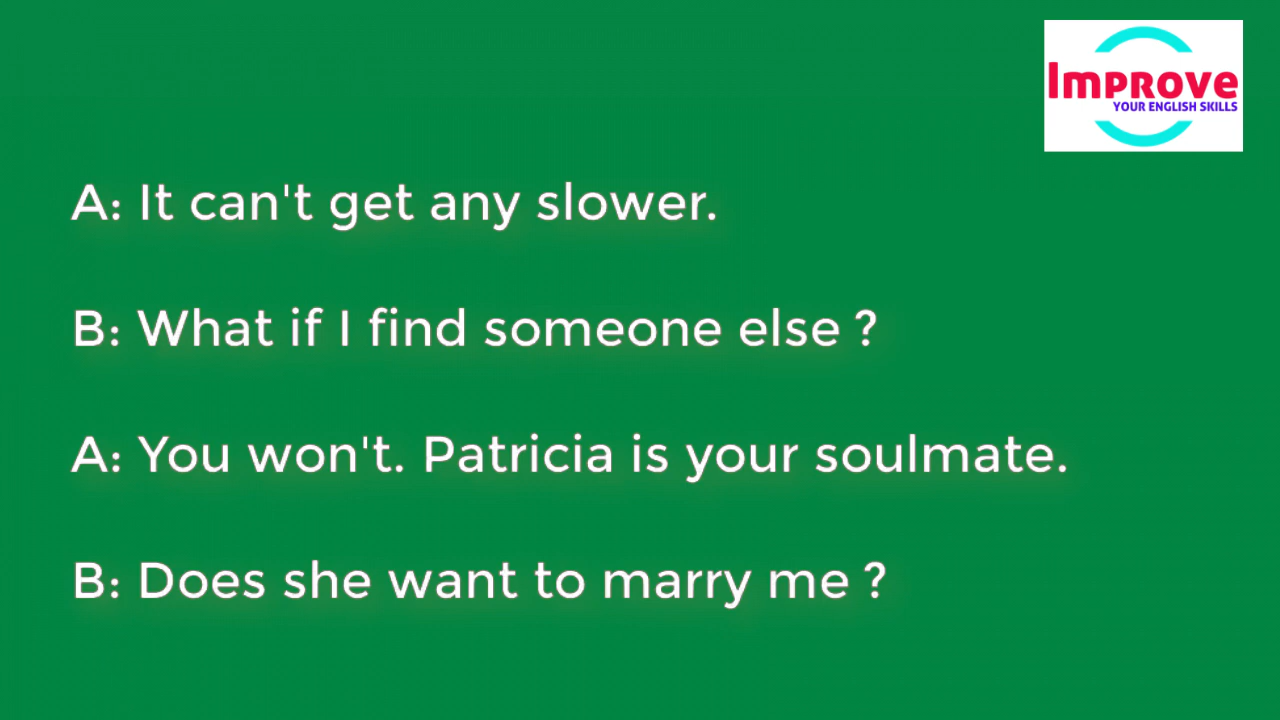 Improve
YOUR ENGLISH SKILLS
A: It can't get any slower.
B: What if I find someone else ?
A: You won't. Patricia is your soulmate.
B: Does she want to marry me ?